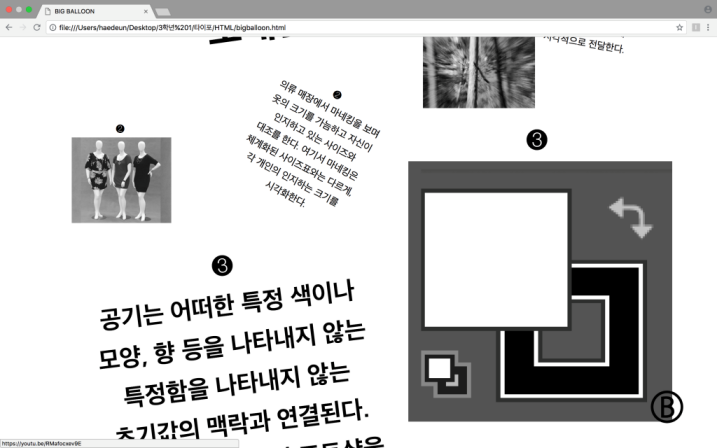 BIG BALLOON
file:///Users/haedeun/Desktop/3학년%201/타이포/HTML/bigballoon.html
시각적으로 전달한다.
2
의류 매장에서 마네킹을 보며
옷의 크기를 가늠하고 자신이
인지하고 있는 사이즈와
대조를 한다. 여기서 마네킹은
체계화된 사이즈표와는 다르게,
각 개인의 인지하는 크기를
시각화한다.
2
3
3
공기는 어떠한 특정 색이나
모양, 향 등을 나타내지 않는
특정함을 나타내지 않는
초기값의 맥락과 연결된다.
B
https://youtu.be/RMafocxev9E